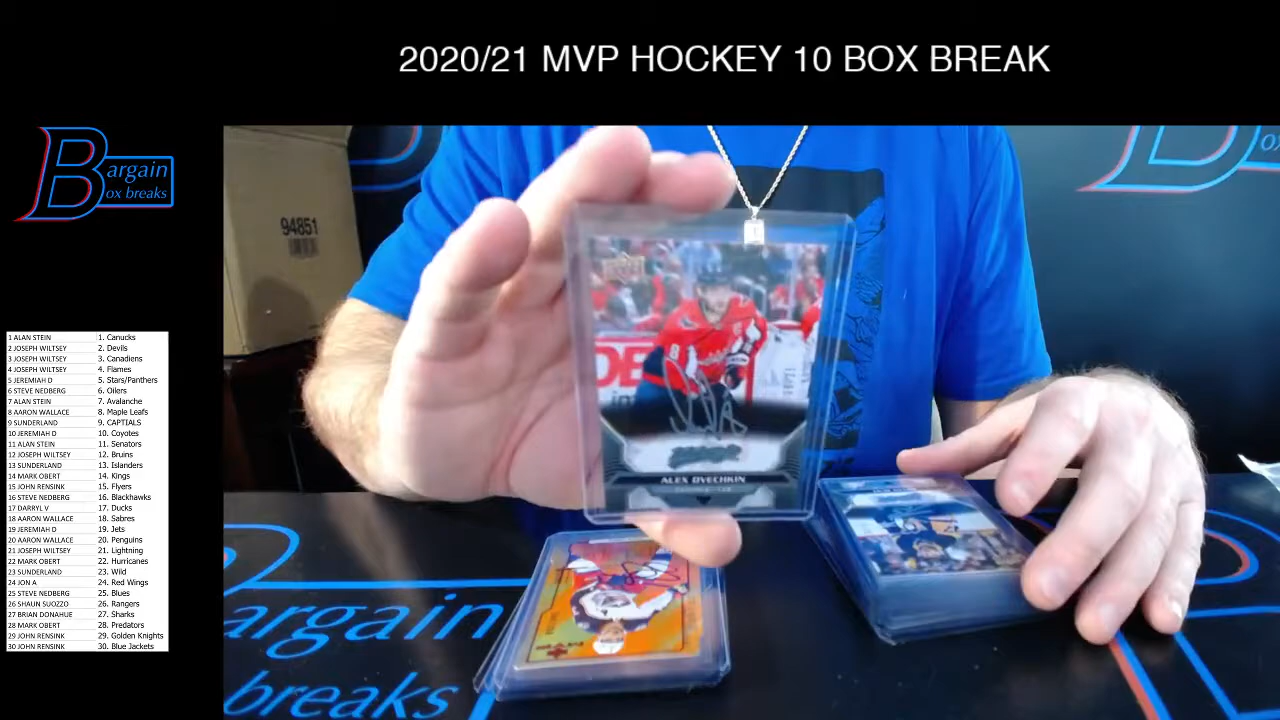 2020/21 MVP HOCKEY 10 BOX BREAK
Bargain
Box breaks
94851
ALEX OVECHKIN
1 ALAN STEIN 1. Canucks
2 JOSEPH WILTSEY 2. Devils
3 JOSEPH WILTSEY 3. Canadiens
4 JOSEPH WILTSEY 4. Flames
5 JEREMIAH D 5. Stars/Panthers
6 STEVE NEDBERG 6. Oilers
7 ALAN STEIN 7. Avalanche
8 AARON WALLACE 8. Maple Leafs
9 SUNDERLAND 9. CAPTIALS
10 JEREMIAH D 10. Coyotes
11 ALAN STEIN 11. Senators
12 JOSEPH WILTSEY 12. Bruins
13 SUNDERLAND 13. Islanders
14 MARK OBERT 14. Kings
15 JOHN RENSINK 15. Flyers
16 STEVE NEDBERG 16. Blackhawks
17 DARRYL V 17. Ducks
18 AARON WALLACE 18. Sabres
19 JEREMIAH D 19. Jets
20 AARON WALLACE 20. Penguins
21 JOSEPH WILTSEY 21. Lightning
22 MARK OBERT 22. Hurricanes
23 SUNDERLAND 23. Wild
24 JON A 24. Red Wings
25 STEVE NEDBERG 25. Blues
26 SHAUN SUOZZO 26. Rangers
27 BRIAN DONAHUE 27. Sharks
28 MARK OBERT 28. Predators
29 JOHN RENSINK 29. Golden Knights
30 JOHN RENSINK 30. Blue Jackets
argain
breaks